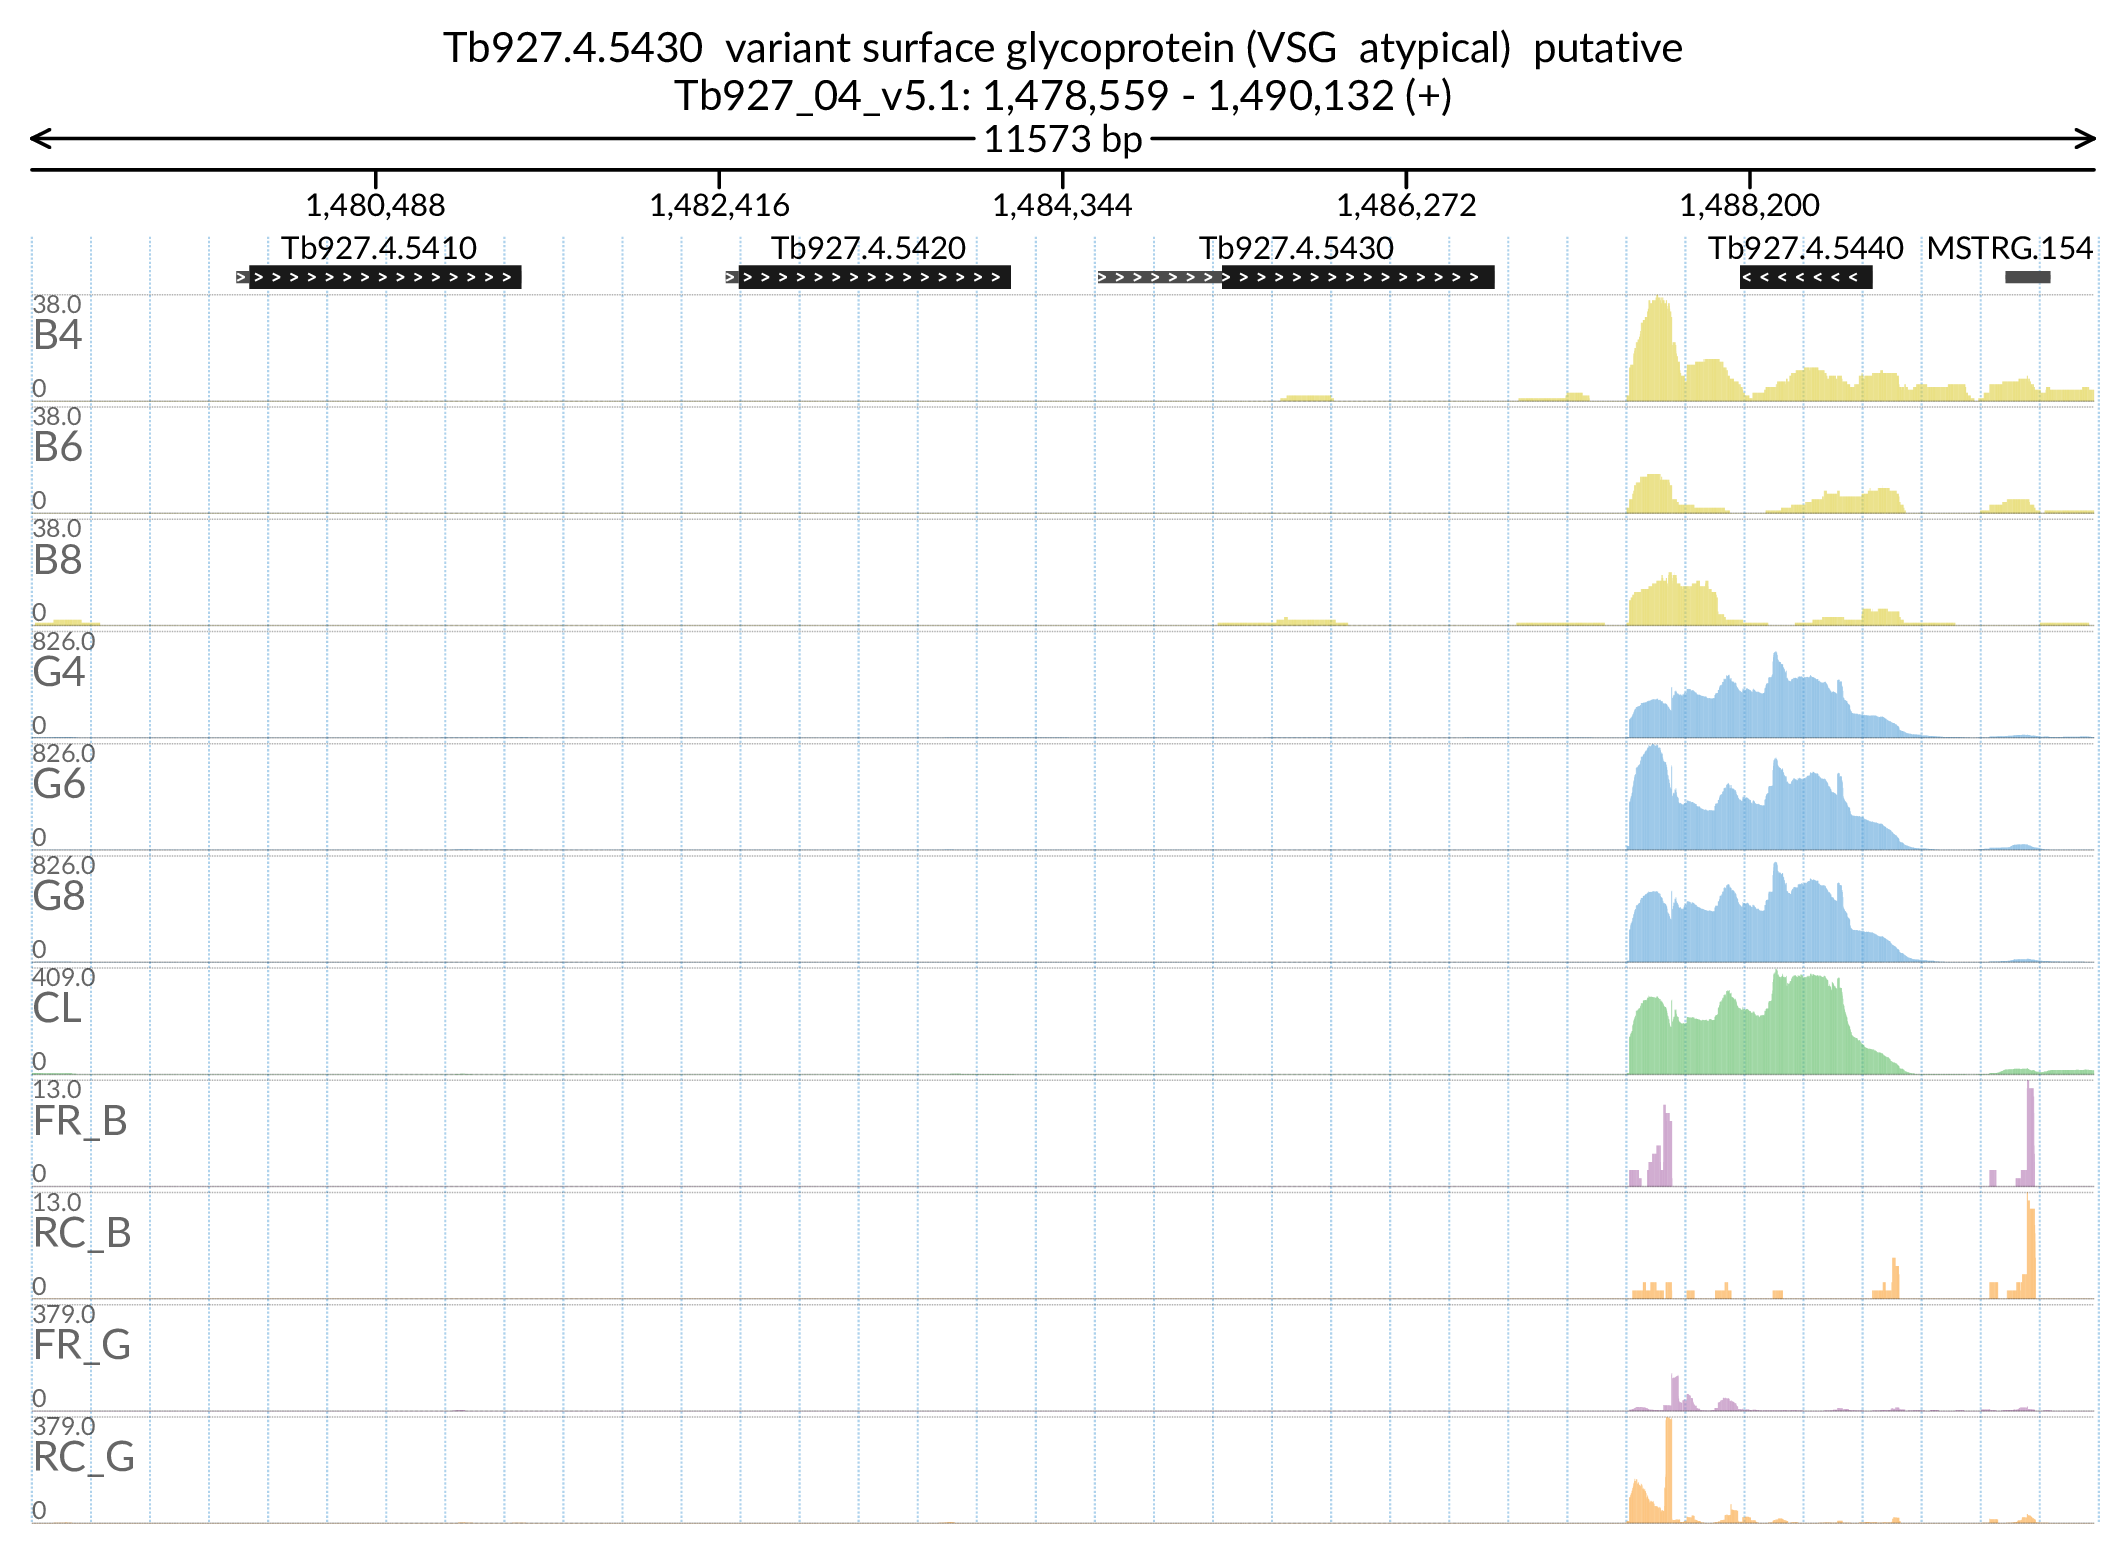 Tb927.4.5430  variant surface glycoprotein (VSG  atypical)  putative
Tb927_04_v5.1: 1,478,559 - 1,490,132 (+)
11573 bp
1,480,488 1,482,416 1,484,344 1,486,272 1,488,200
Tb927.4.5410 Tb927.4.5420 Tb927.4.5430 Tb927.4.5440 MSTRG.154
38.0
B4
0
38.0
B6
0
38.0
B8
0
826.0
G4
0
826.0
G6
0
826.0
G8
0
409.0
CL
0
13.0
FR_B
0
13.0
RC_B
0
379.0
FR_G
0
379.0
RC_G
0